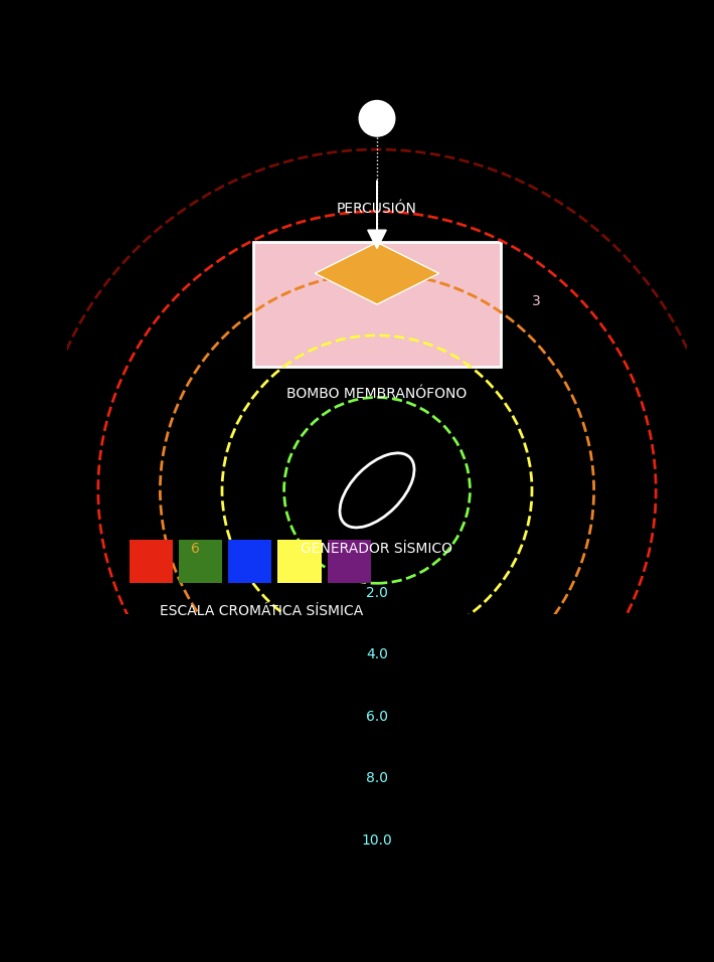 PERCUSIÓN
3
BOMBO MEMBRANÓFONO
6
GENERADOR SÍSMICO
2.0
ESCALA CROMÁTICA SÍSMICA
4.0
6.0
8.0
10.0